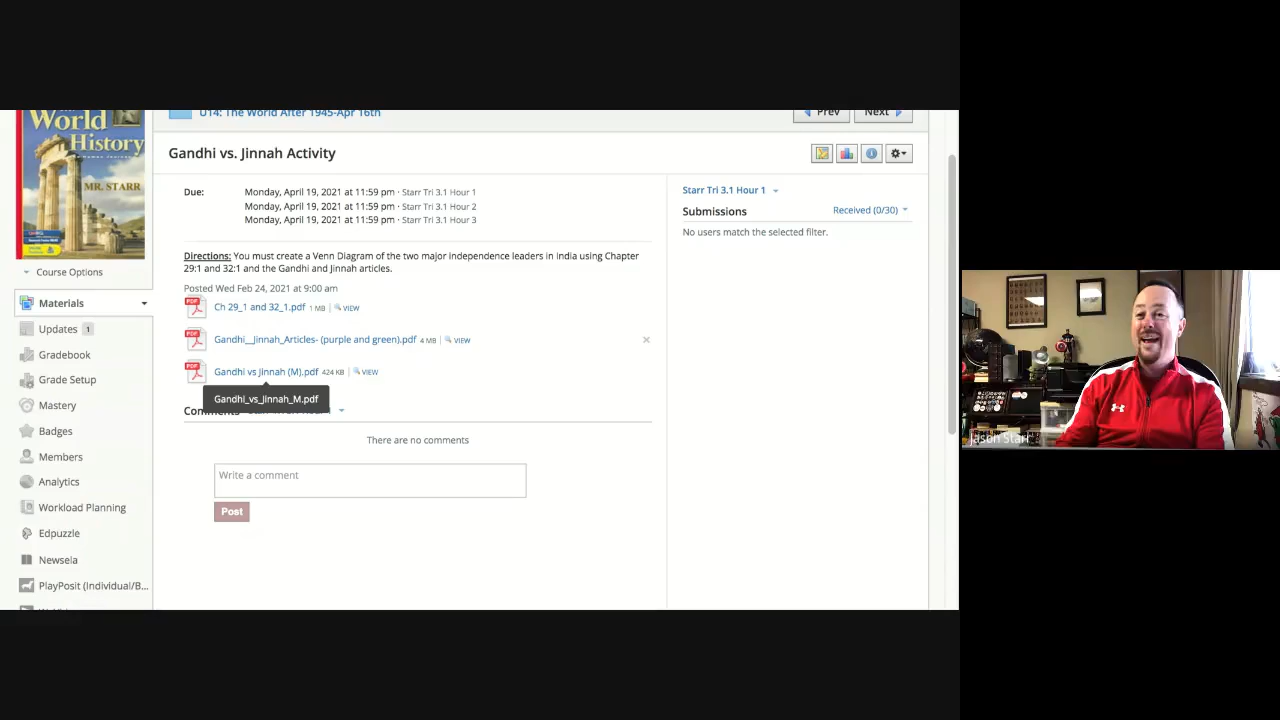 World
History
MR. STARR
Course Options
Materials
Updates 1
Gradebook
Grade Setup
Mastery
Badges
Members
Analytics
Workload Planning
Edpuzzle
Newsela
PlayPosit (Individual/B...
U14: The World After 1945-Apr 16th
Prev
Next
Gandhi vs. Jinnah Activity
Due: Monday, April 19, 2021 at 11:59 pm · Starr Tri 3.1 Hour 1
Monday, April 19, 2021 at 11:59 pm · Starr Tri 3.1 Hour 2
Monday, April 19, 2021 at 11:59 pm · Starr Tri 3.1 Hour 3
Directions: You must create a Venn Diagram of the two major independence leaders in India using Chapter
29:1 and 32:1 and the Gandhi and Jinnah articles.
Posted Wed Feb 24, 2021 at 9:00 am
PDF Ch 29_1 and 32_1.pdf 1 MB VIEW
PDF Gandhi__Jinnah_Articles- (purple and green).pdf 4 MB VIEW
PDF Gandhi vs Jinnah (M).pdf 424 KB VIEW
Gandhi_vs_Jinnah_M.pdf
Comments
There are no comments
Write a comment
Post
Starr Tri 3.1 Hour 1
Submissions Received (0/30)
No users match the selected filter.
Jason Starr